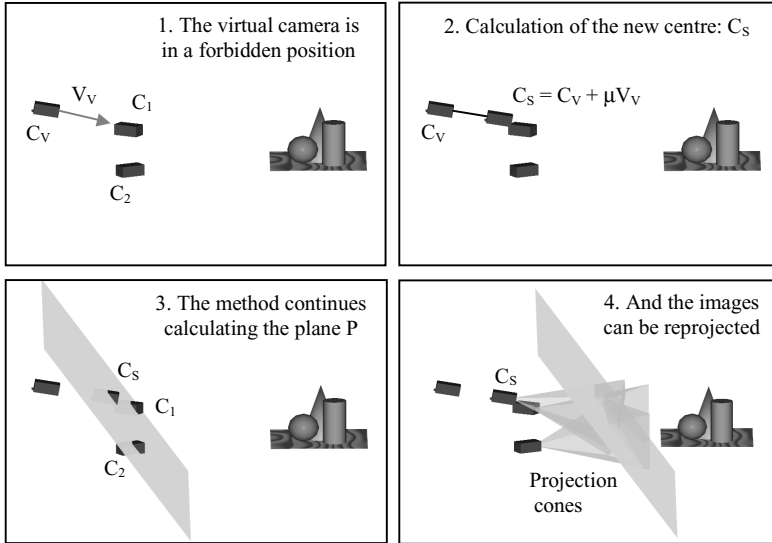 1. The virtual camera is
in a forbidden position
V_V
C_1
C_V
C_2
2. Calculation of the new centre: C_S
C_S = C_V + μV_V
C_V
3. The method continues
calculating the plane P
C_S
C_1
C_2
4. And the images
can be reprojected
C_S
Projection
cones